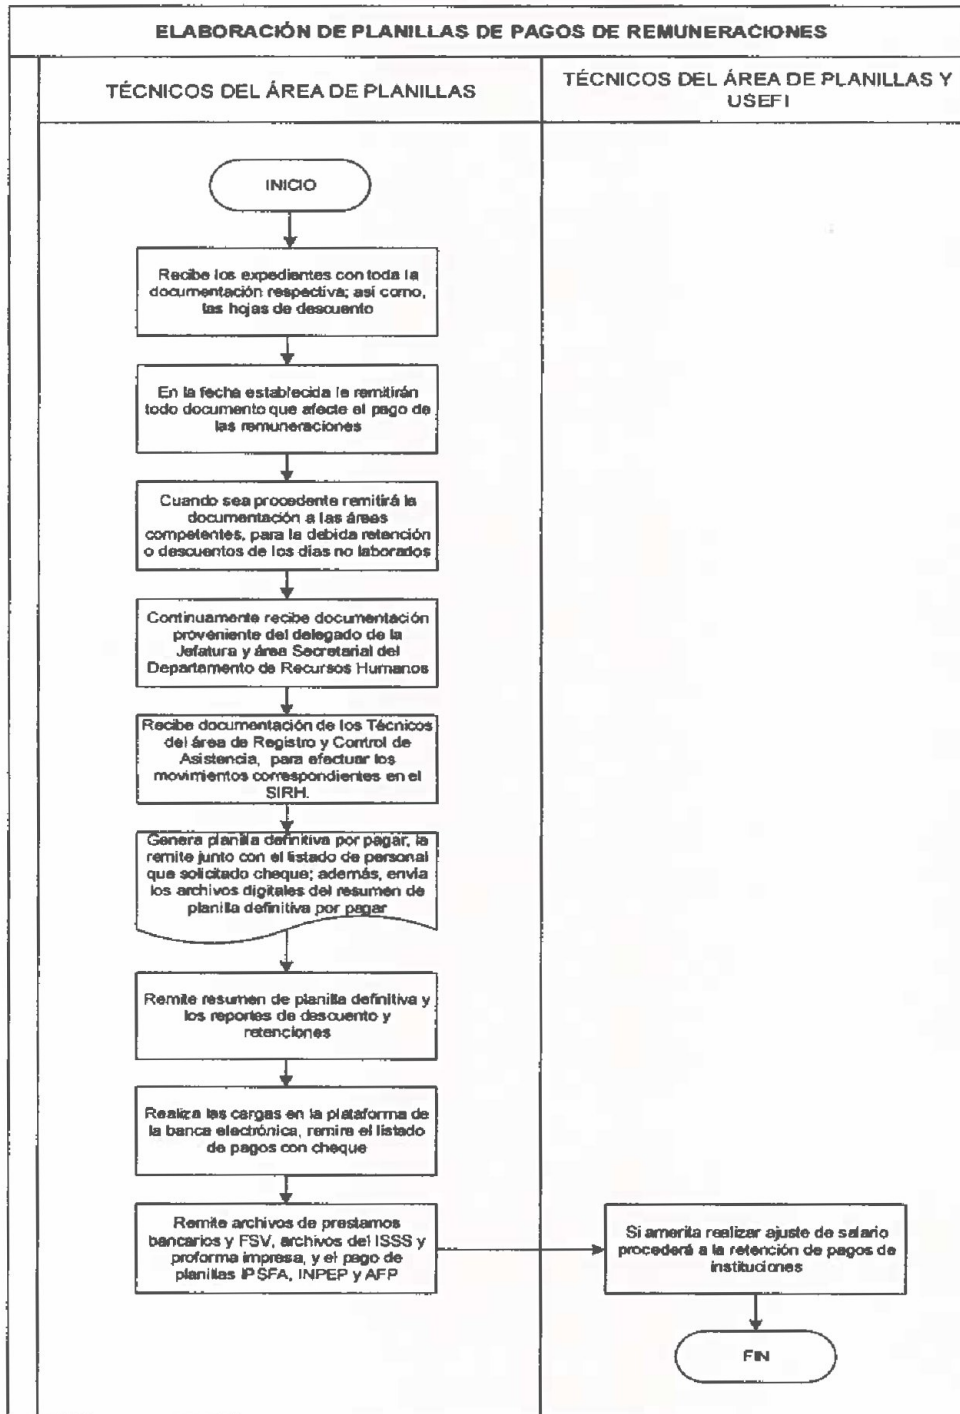 ELABORACIÓN DE PLANILLAS DE PAGOS DE REMUNERACIONES
TÉCNICOS DEL ÁREA DE PLANILLAS
TÉCNICOS DEL ÁREA DE PLANILLAS Y
USEFI
INICIO
Recibe los expedientes con toda la
documentación respectiva; así como,
las hojas de descuento
En la fecha establecida le remitirán
todo documento que afecte el pago de
las remuneraciones
Cuando sea procedente remitirá la
documentación a las áreas
competentes, para la debida retención
o descuentos de los días no laborados
Continuamente recibe documentación
proveniente del delegado de la
Jefatura y área Secretarial del
Departamento de Recursos Humanos
Recibe documentación de los Técnicos
del área de Registro y Control de
Asistencia, para efectuar los
movimientos correspondientes en el
SIRH.
Genera planilla definitiva por pagar, la
remite junto con el listado de personal
que solicitado cheque; además, envía
los archivos digitales del resumen de
planilla definitiva por pagar
Remite resumen de planilla definitiva y
los reportes de descuento y
retenciones
Realiza las cargas en la plataforma de
la banca electrónica, remire el listado
de pagos con cheque
Remite archivos de prestamos
bancarios y FSV, archivos del ISSS y
proforma impresa, y el pago de
planillas IPSFA, INPEP y AFP
Si amerita realizar ajuste de salario
procederá a la retención de pagos de
instituciones
FIN